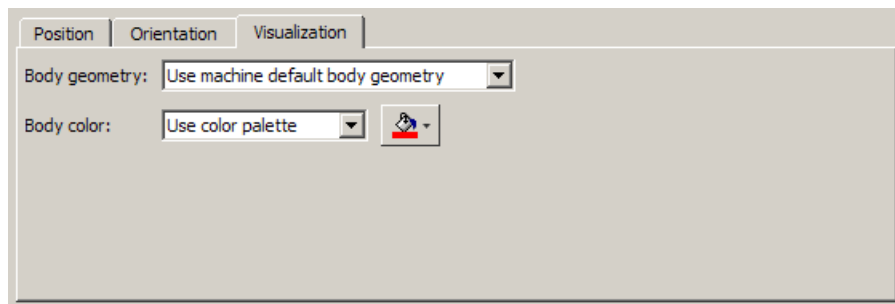 Position Orientation Visualization
Body geometry: Use machine default body geometry
Body color: Use color palette